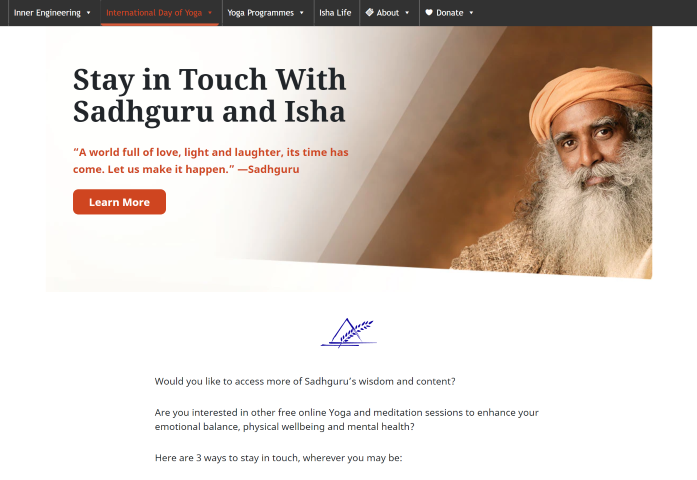 Inner Engineering
International Day of Yoga
Yoga Programmes
Isha Life
About
Donate
Stay in Touch With
Sadhguru and Isha
“A world full of love, light and laughter, its time has
come. Let us make it happen.” —Sadhguru
Learn More
Would you like to access more of Sadhguru’s wisdom and content?
Are you interested in other free online Yoga and meditation sessions to enhance your
emotional balance, physical wellbeing and mental health?
Here are 3 ways to stay in touch, wherever you may be: